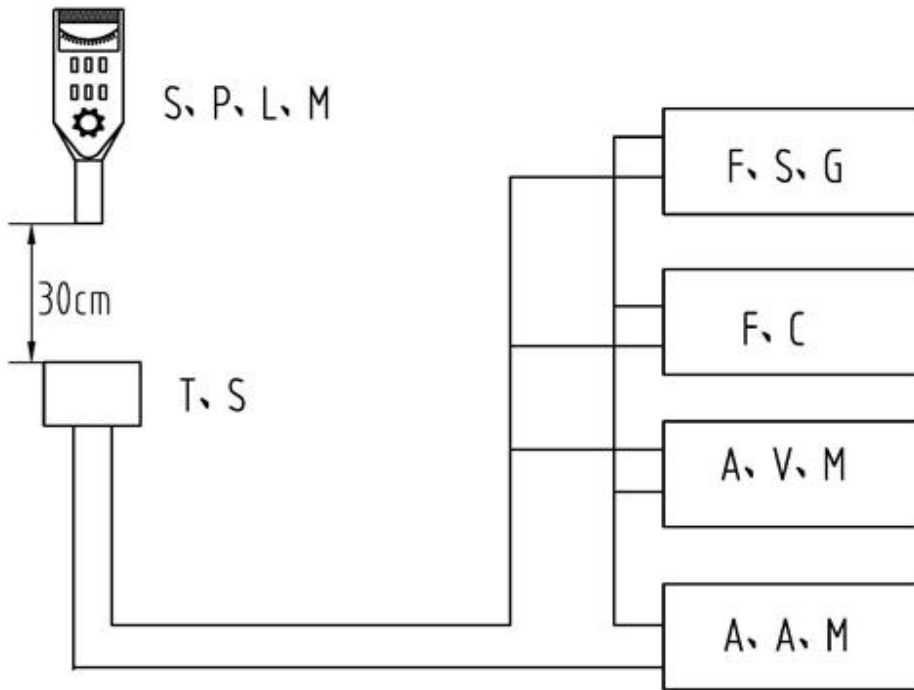 S、P、L、M
F、S、G
30cm
F、C
T、S
A、V、M
A、A、M